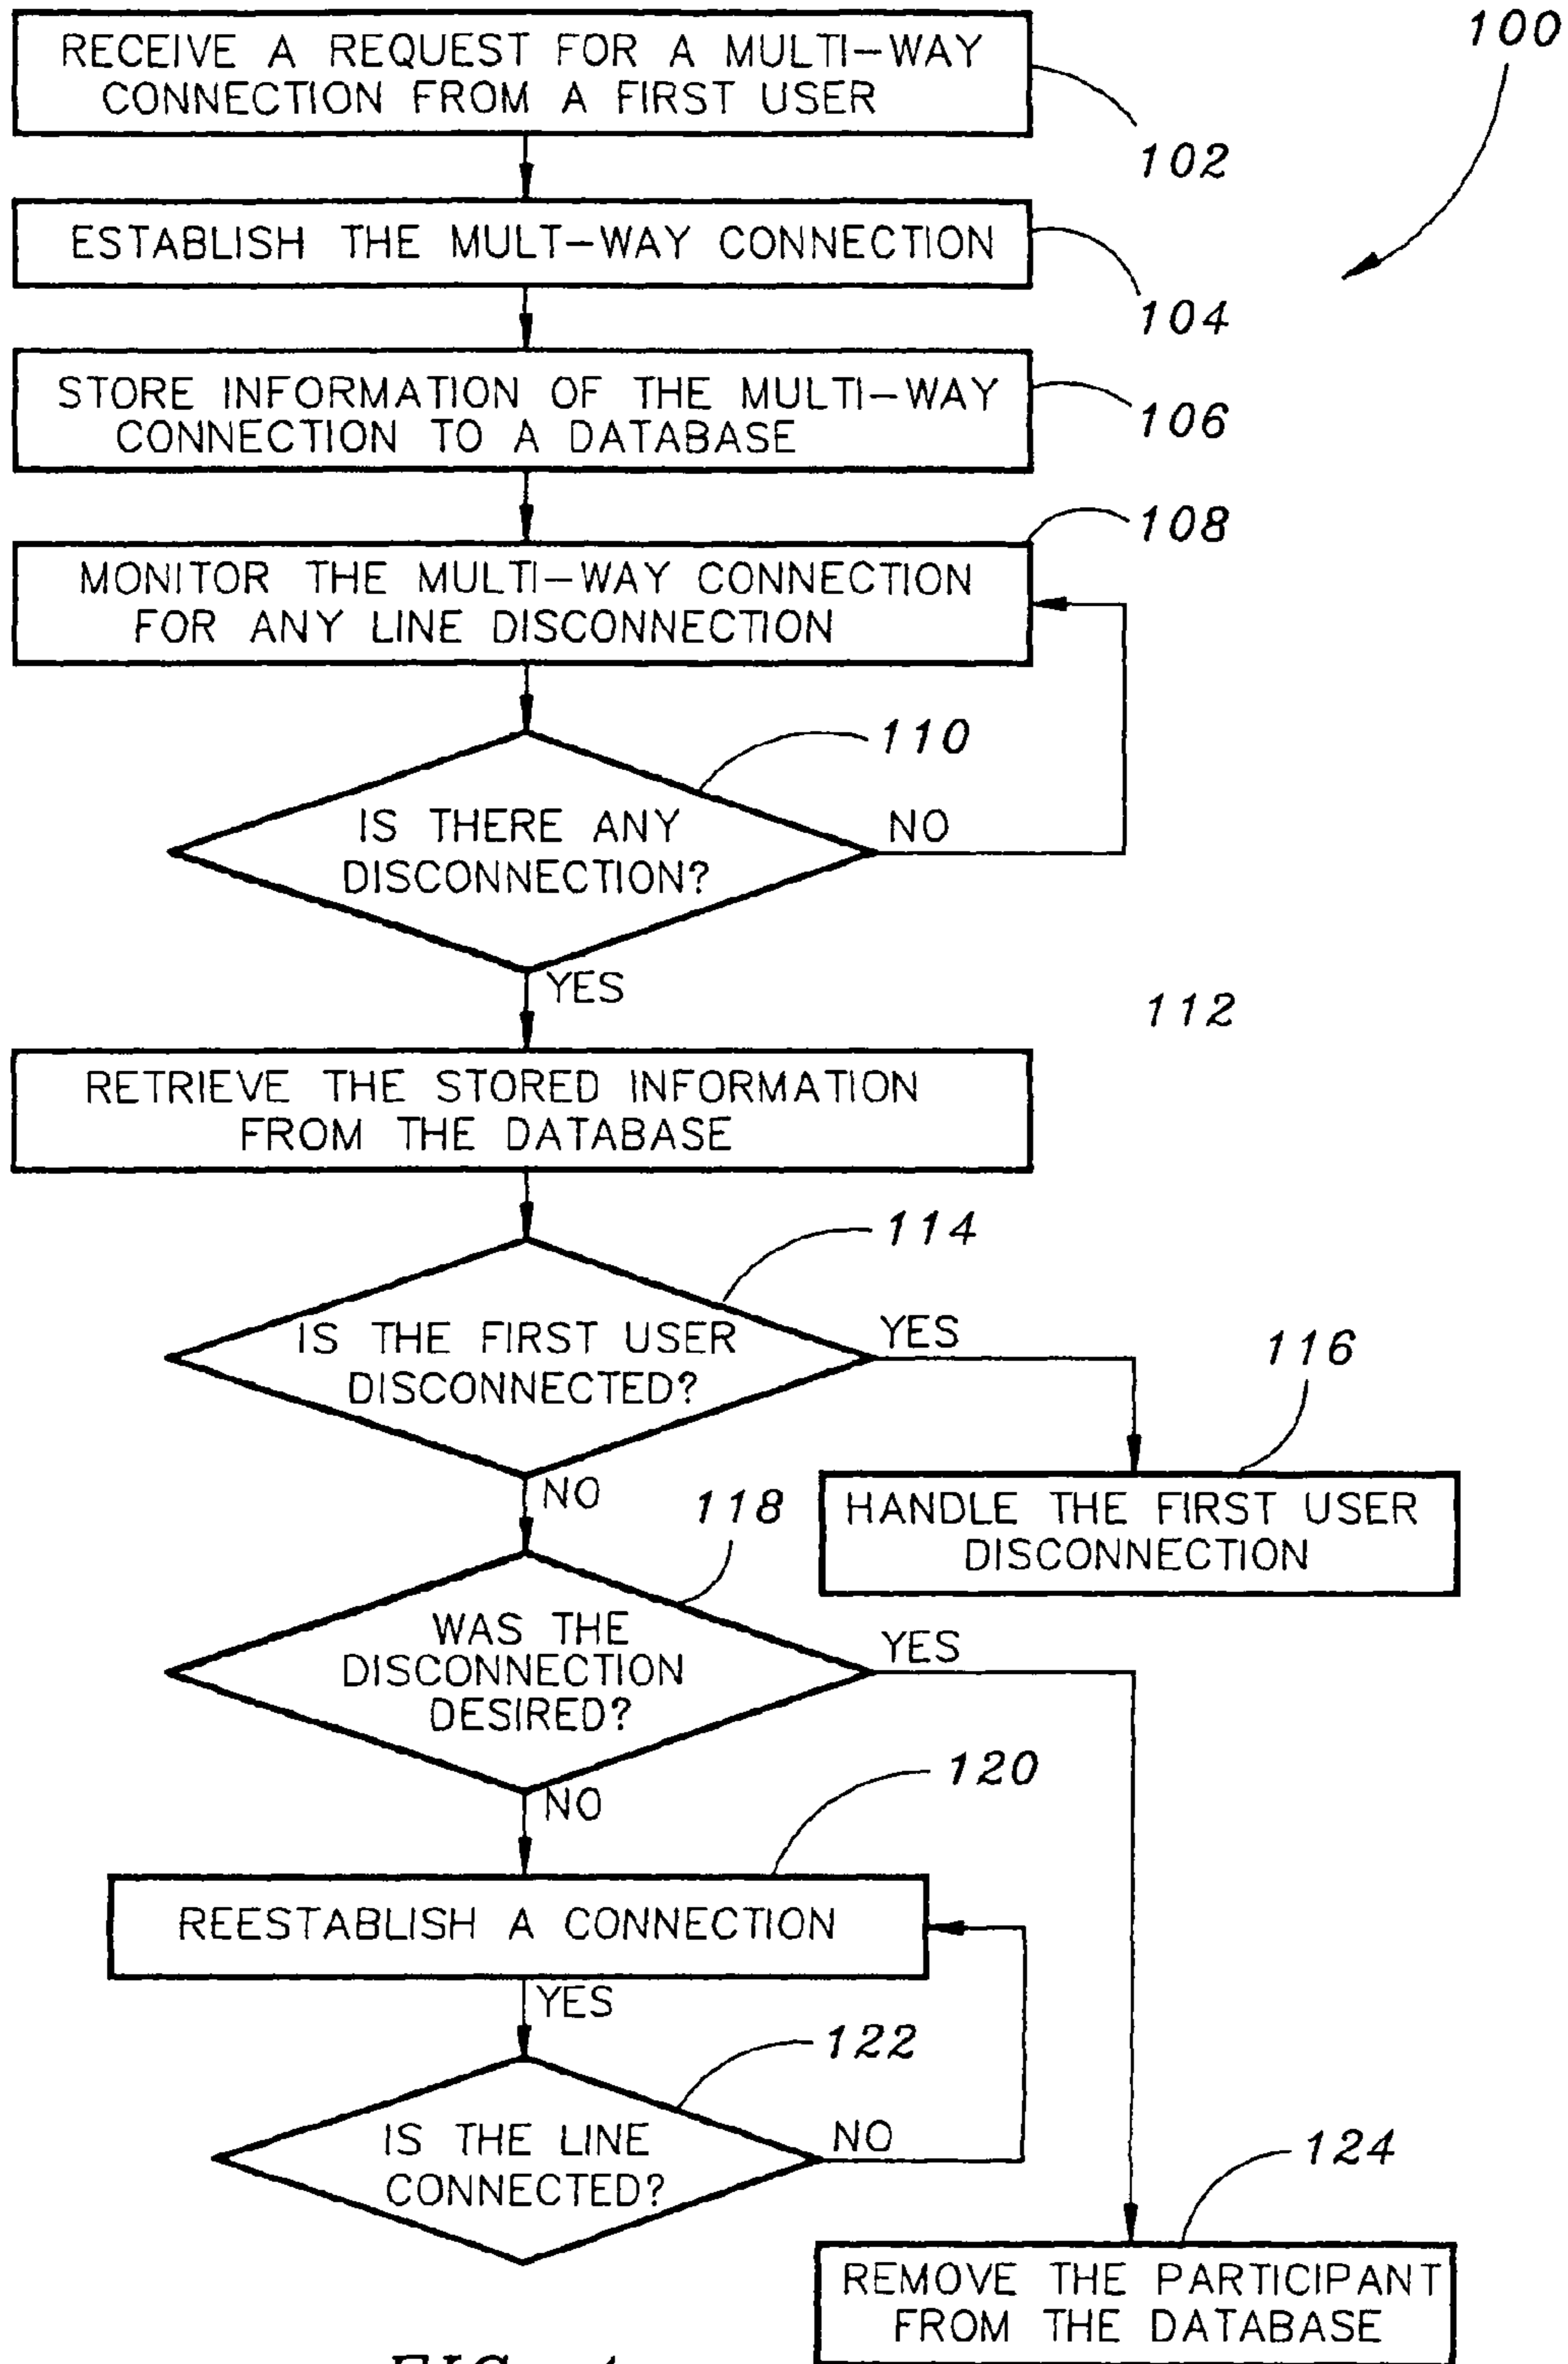 100
RECEIVE A REQUEST FOR A MULTI-WAY
CONNECTION FROM A FIRST USER
102
ESTABLISH THE MULT-WAY CONNECTION
104
STORE INFORMATION OF THE MULTI-WAY
CONNECTION TO A DATABASE
106
108
MONITOR THE MULTI-WAY CONNECTION
FOR ANY LINE DISCONNECTION
110
IS THERE ANY
DISCONNECTION?
NO
YES
112
RETRIEVE THE STORED INFORMATION
FROM THE DATABASE
114
IS THE FIRST USER
DISCONNECTED?
YES
116
NO
HANDLE THE FIRST USER
DISCONNECTION
118
WAS THE
DISCONNECTION
DESIRED?
YES
NO
120
REESTABLISH A CONNECTION
YES
122
IS THE LINE
CONNECTED?
NO
124
REMOVE THE PARTICIPANT
FROM THE DATABASE